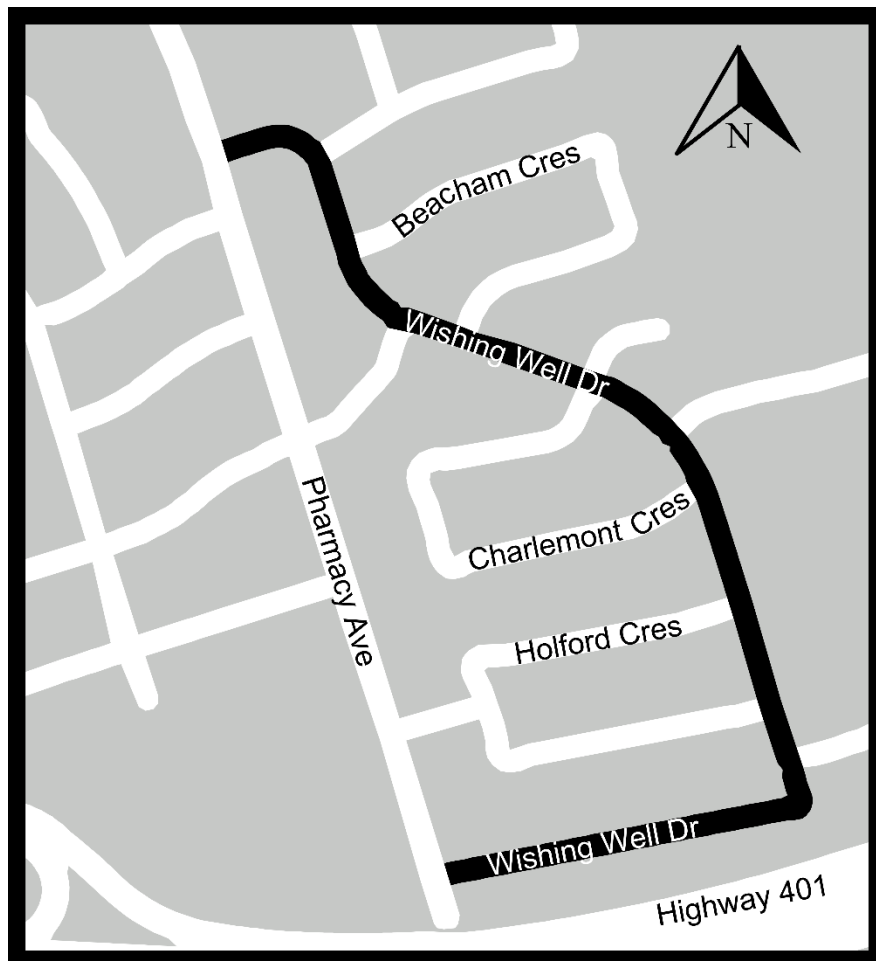 N
Beacham Cres
Wishing Well Dr
Pharmacy Ave
Charlemont Cres
Holford Cres
Wishing Well Dr
Highway 401